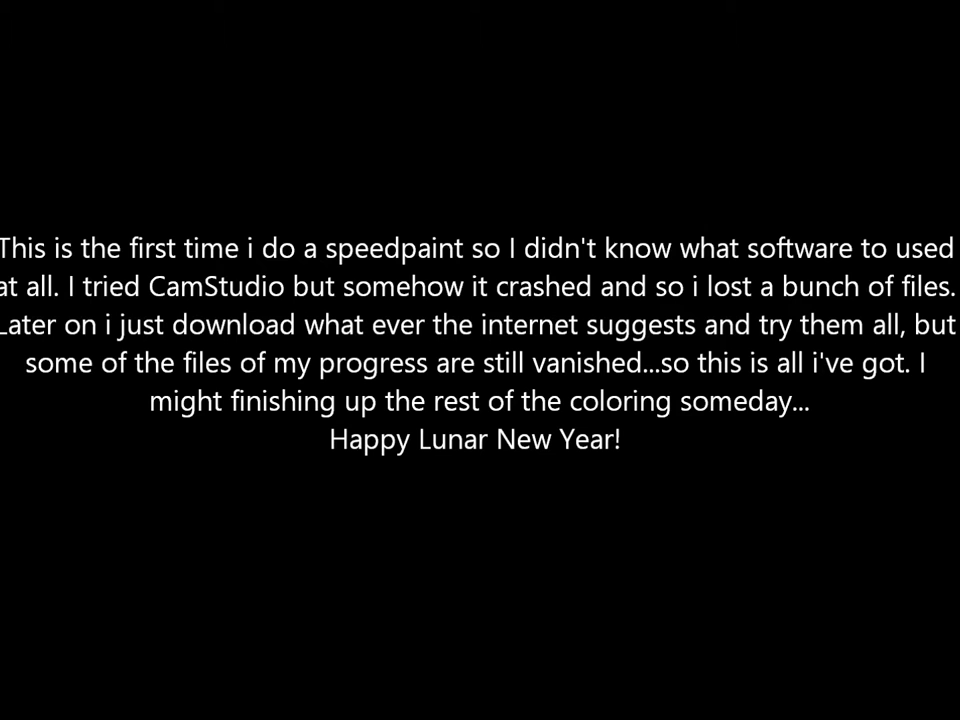 This is the first time i do a speedpaint so I didn't know what software to used
at all. I tried CamStudio but somehow it crashed and so i lost a bunch of files.
Later on i just download what ever the internet suggests and try them all, but
some of the files of my progress are still vanished...so this is all i've got. I
might finishing up the rest of the coloring someday...
Happy Lunar New Year!